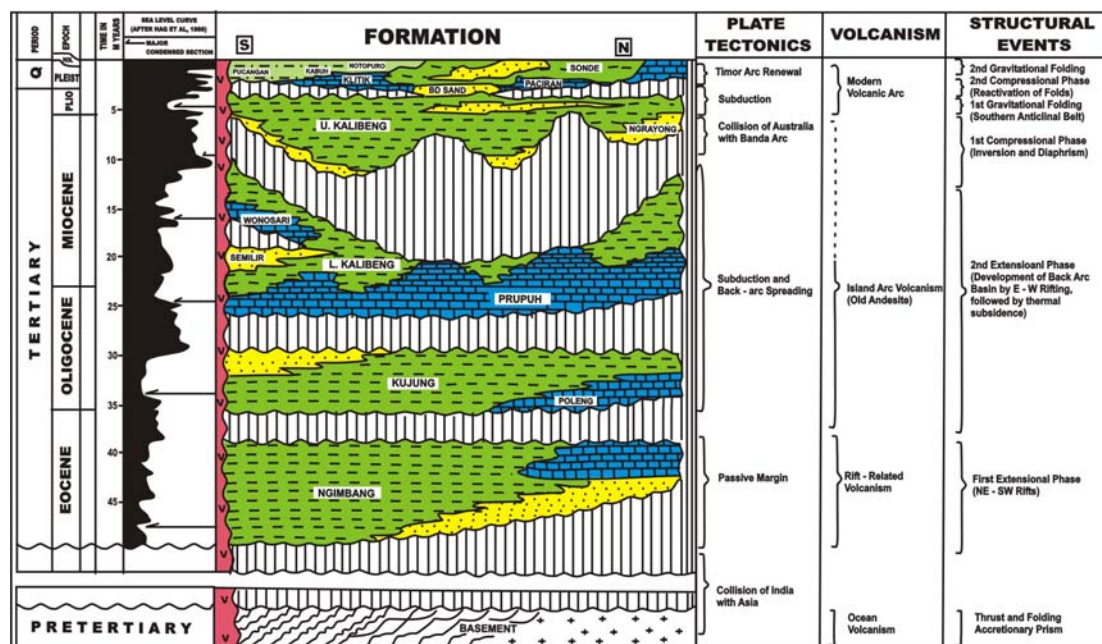 PERIOD
EPOCH
TIME IN M YEARS
SEA LEVEL CURVE
(AFTER HAG ET AL, 1986)
MAJOR
CONDENSED SECTION
FORMATION
S
N
PLATE
TECTONICS
VOLCANISM
STRUCTURAL
EVENTS
Q
PLEIST
PLIO
TERTIARY
MIOCENE
OLIGOCENE
EOCENE
PRETERTIARY
5
10
15
20
25
30
35
40
45
PUCANGAN
KABUH
NOTOPURO
KLITIK
SONDE
BD SAND
PACIRAN
U. KALIBENG
NGRAYONG
WONOSARI
SEMILIR
L. KALIBENG
PRUPUH
KUJUNG
POLENG
NGIMBANG
BASEMENT
Timor Arc Renewal
Subduction
Collision of Australia
with Banda Arc
Subduction and
Back - arc Spreading
Passive Margin
Collision of India
with Asia
Modern
Volcanic Arc
Island Arc Volcanism
(Old Andesite)
Rift - Related
Volcanism
Ocean
Volcanism
2nd Gravitational Folding
2nd Compressional Phase
(Reactivation of Folds)
1st Gravitational Folding
(Southern Anticlinal Belt)
1st Compressional Phase
(Inversion and Diaphrism)
2nd Extensioanl Phase
(Development of Back Arc
Basin by E - W Rifting,
followed by thermal
subsidence)
First Extensional Phase
(NE - SW Rifts)
Thrust and Folding
Accretionary Prism